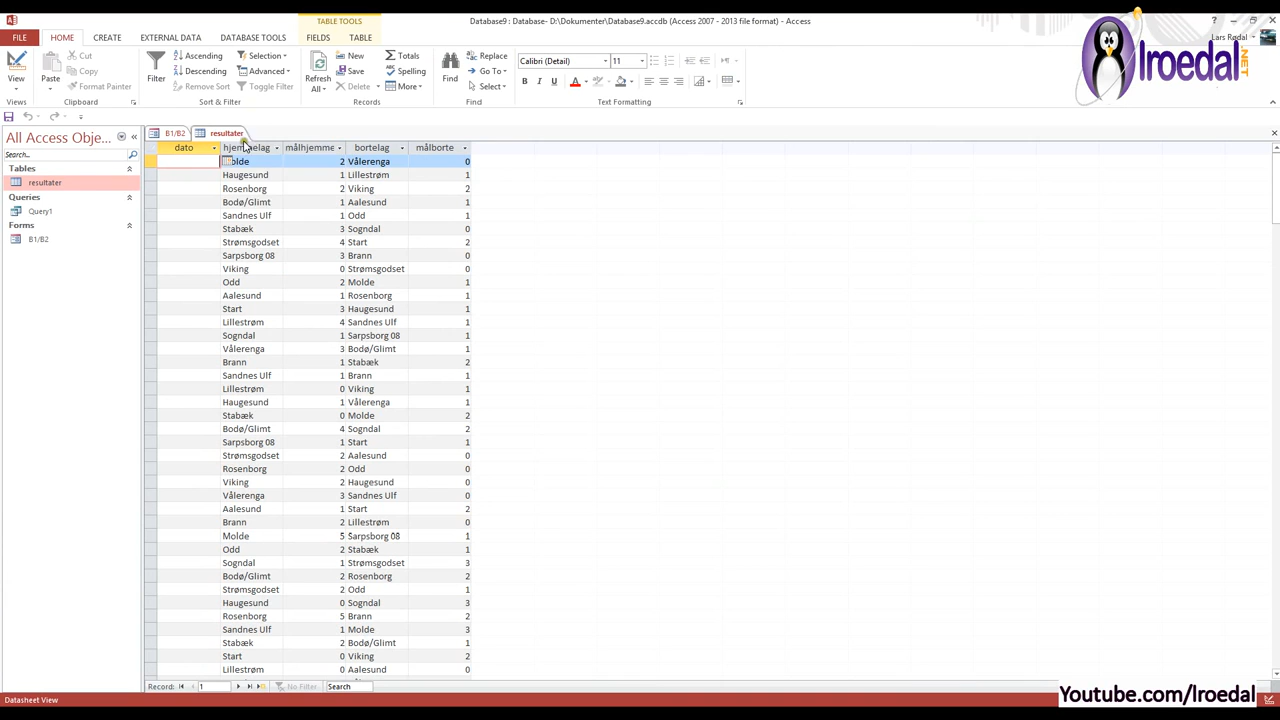 TABLE TOOLS
Database9 : Database- D:\Dokumenter\Database9.accdb (Access 2007 - 2013 file format) - Access
FILE HOME CREATE EXTERNAL DATA DATABASE TOOLS FIELDS TABLE
Lars Rødal
lroedal.NET
View
Views
Paste
Cut
Copy
Format Painter
Clipboard
Filter
Ascending
Descending
Remove Sort
Selection
Advanced
Toggle Filter
Sort & Filter
Refresh All
New
Save
Delete
Totals
Spelling
More
Records
Find
Replace
Go To
Select
Find
Calibri (Detail) 11
B I U
Text Formatting
All Access Obje...
Search...
Tables
resultater
Queries
Query1
Forms
B1/B2
B1/B2 resultater
dato hjemmelag målhjemme bortelag målborte
olde 2 Vålerenga 0
Haugesund 1 Lillestrøm 1
Rosenborg 2 Viking 2
Bodø/Glimt 1 Aalesund 1
Sandnes Ulf 1 Odd 1
Stabæk 3 Sogndal 0
Strømsgodset 4 Start 2
Sarpsborg 08 3 Brann 0
Viking 0 Strømsgodset 0
Odd 2 Molde 1
Aalesund 1 Rosenborg 1
Start 3 Haugesund 1
Lillestrøm 4 Sandnes Ulf 1
Sogndal 1 Sarpsborg 08 1
Vålerenga 3 Bodø/Glimt 1
Brann 1 Stabæk 2
Sandnes Ulf 1 Brann 1
Lillestrøm 0 Viking 1
Haugesund 1 Vålerenga 1
Stabæk 0 Molde 2
Bodø/Glimt 4 Sogndal 2
Sarpsborg 08 1 Start 1
Strømsgodset 2 Aalesund 0
Rosenborg 2 Odd 0
Viking 2 Haugesund 0
Vålerenga 3 Sandnes Ulf 0
Aalesund 1 Start 2
Brann 2 Lillestrøm 0
Molde 5 Sarpsborg 08 1
Odd 2 Stabæk 1
Sogndal 1 Strømsgodset 3
Bodø/Glimt 2 Rosenborg 2
Strømsgodset 2 Odd 1
Haugesund 0 Sogndal 3
Rosenborg 5 Brann 2
Sandnes Ulf 1 Molde 3
Stabæk 2 Bodø/Glimt 1
Start 0 Viking 2
Lillestrøm 0 Aalesund 0
Record: 1 No Filter Search
Datasheet View
Youtube.com/lroedal